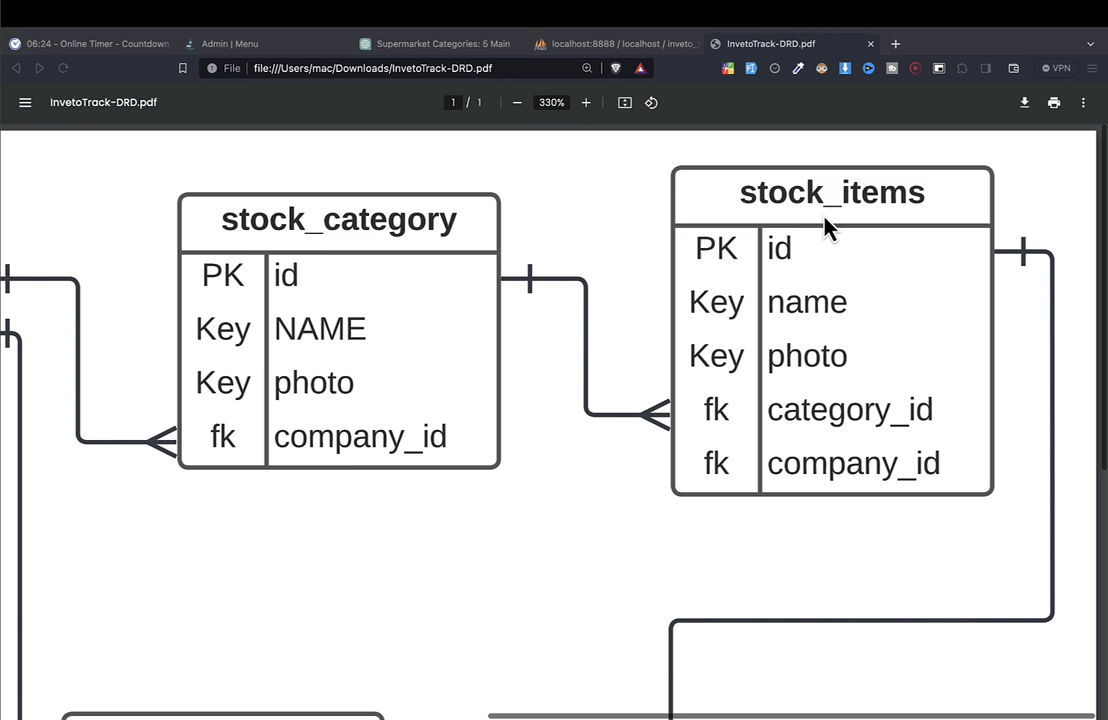 06:24 - Online Timer - Countdown
Admin | Menu
Supermarket Categories: 5 Main
localhost:8888 / localhost / inveto_
InvetoTrack-DRD.pdf
File
file:///Users/mac/Downloads/InvetoTrack-DRD.pdf
VPN
InvetoTrack-DRD.pdf
1 / 1
330%
stock_category
PK id
Key NAME
Key photo
fk company_id
stock_items
PK id
Key name
Key photo
fk category_id
fk company_id